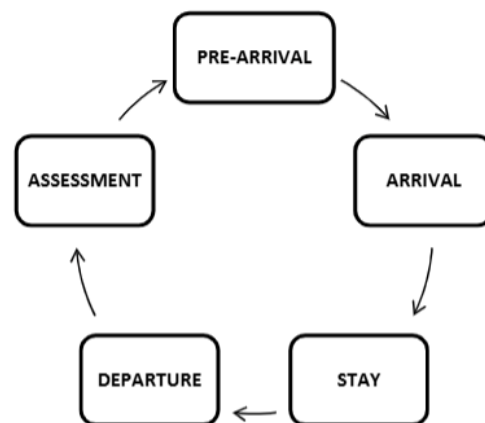 PRE-ARRIVAL
ARRIVAL
STAY
DEPARTURE
ASSESSMENT